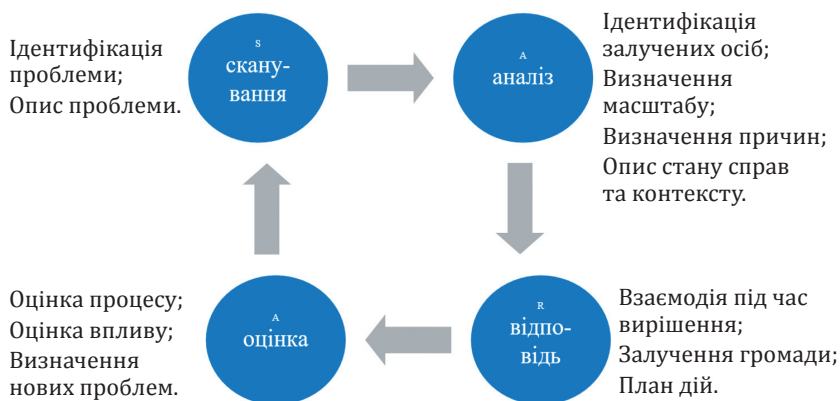 Ідентифікація
проблеми;
Опис проблеми.
S
скану-
вання
A
аналіз
Ідентифікація
залучених осіб;
Визначення
масштабу;
Визначення причин;
Опис стану справ
та контексту.
Оцінка процесу;
Оцінка впливу;
Визначення
нових проблем.
A
оцінка
R
відпо-
відь
Взаємодія під час
вирішення;
Залучення громади;
План дій.